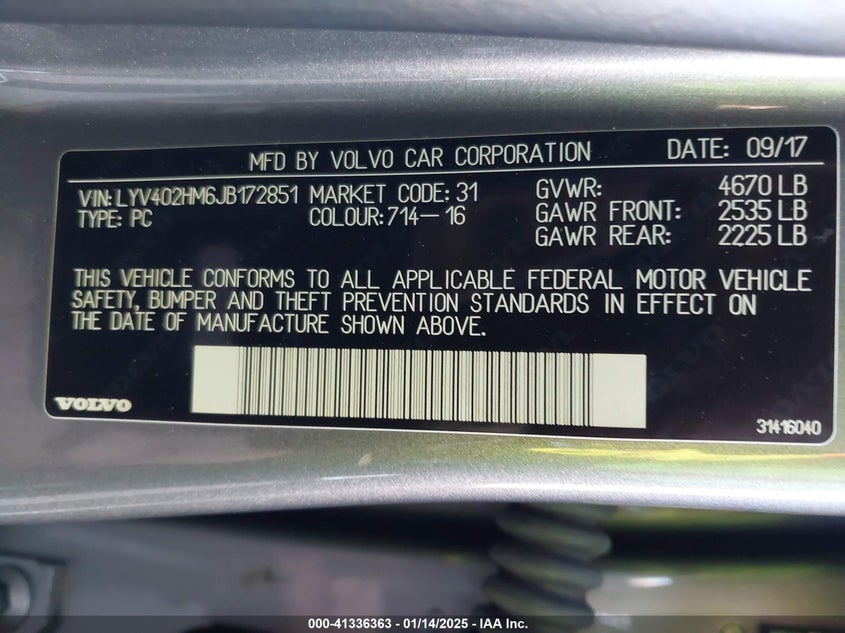 MFD BY VOLVO CAR CORPORATION DATE: 09/17
VIN: LYV402HM6JB172851 MARKET CODE: 31 GVWR: 4670 LB
TYPE: PC COLOUR: 714-16 GAWR FRONT: 2535 LB
GAWR REAR: 2225 LB
THIS VEHICLE CONFORMS TO ALL APPLICABLE FEDERAL MOTOR VEHICLE
SAFETY, BUMPER AND THEFT PREVENTION STANDARDS IN EFFECT ON
THE DATE OF MANUFACTURE SHOWN ABOVE.
VOLVO
31416040
000-41336363 - 01/14/2025 - IAA Inc.